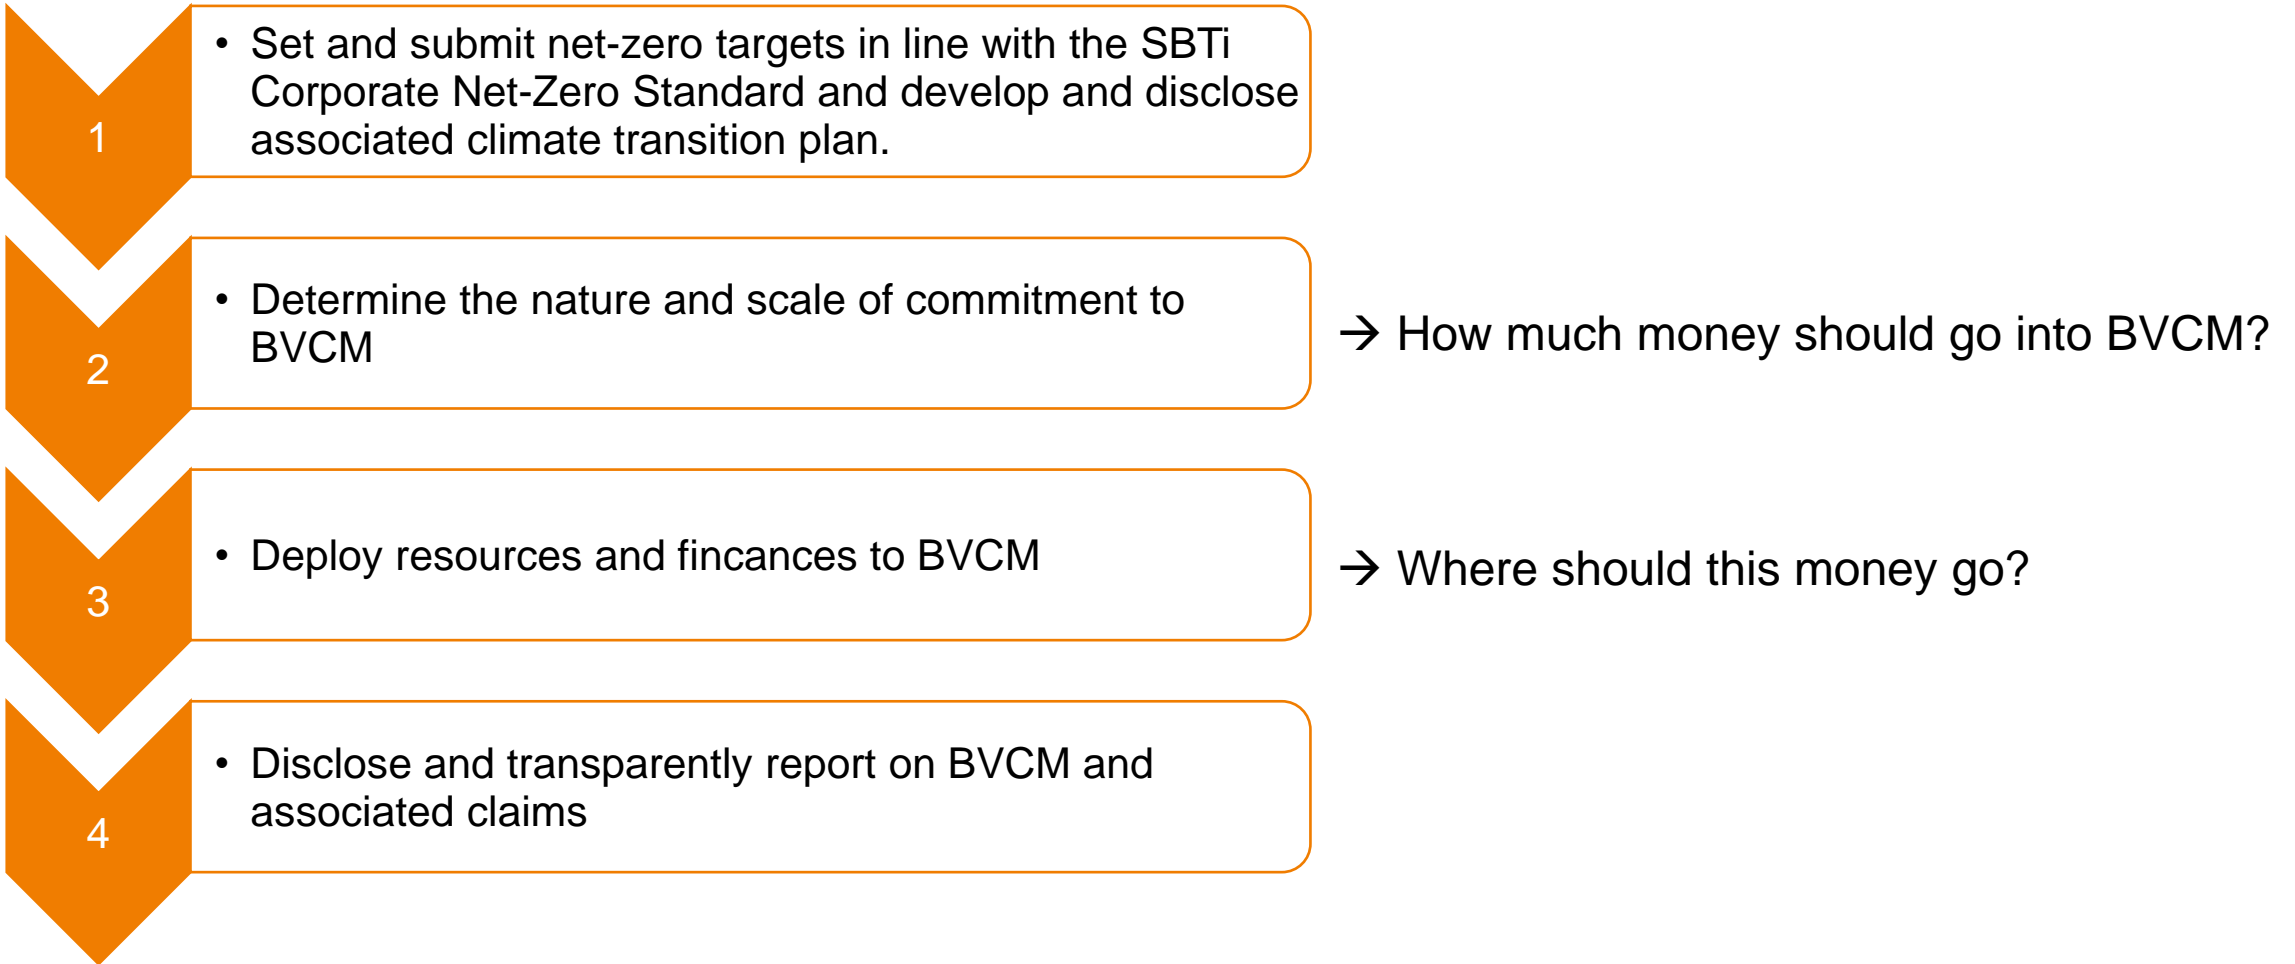 1
• Set and submit net-zero targets in line with the SBTi
Corporate Net-Zero Standard and develop and disclose
associated climate transition plan.
2
• Determine the nature and scale of commitment to
BVCM
→ How much money should go into BVCM?
3
• Deploy resources and fincances to BVCM
→ Where should this money go?
4
• Disclose and transparently report on BVCM and
associated claims